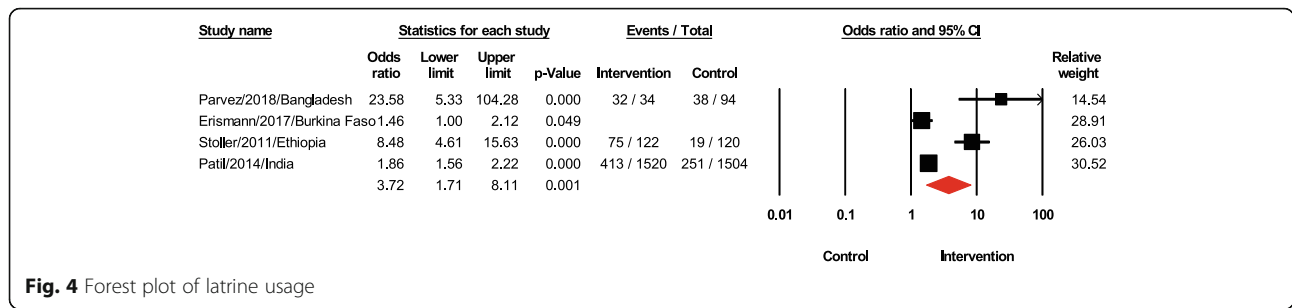 Study name Statistics for each study Events / Total Odds ratio and 95% CI
Odds ratio Lower limit Upper limit p-Value Intervention Control Relative weight
Parvez/2018/Bangladesh 23.58 5.33 104.28 0.000 32 / 34 38 / 94 14.54
Erismann/2017/Burkina Faso 1.46 1.00 2.12 0.049 28.91
Stoller/2011/Ethiopia 8.48 4.61 15.63 0.000 75 / 122 19 / 120 26.03
Patil/2014/India 1.86 1.56 2.22 0.000 413 / 1520 251 / 1504 30.52
3.72 1.71 8.11 0.001
0.01 0.1 1 10 100
Control Intervention
Fig. 4 Forest plot of latrine usage